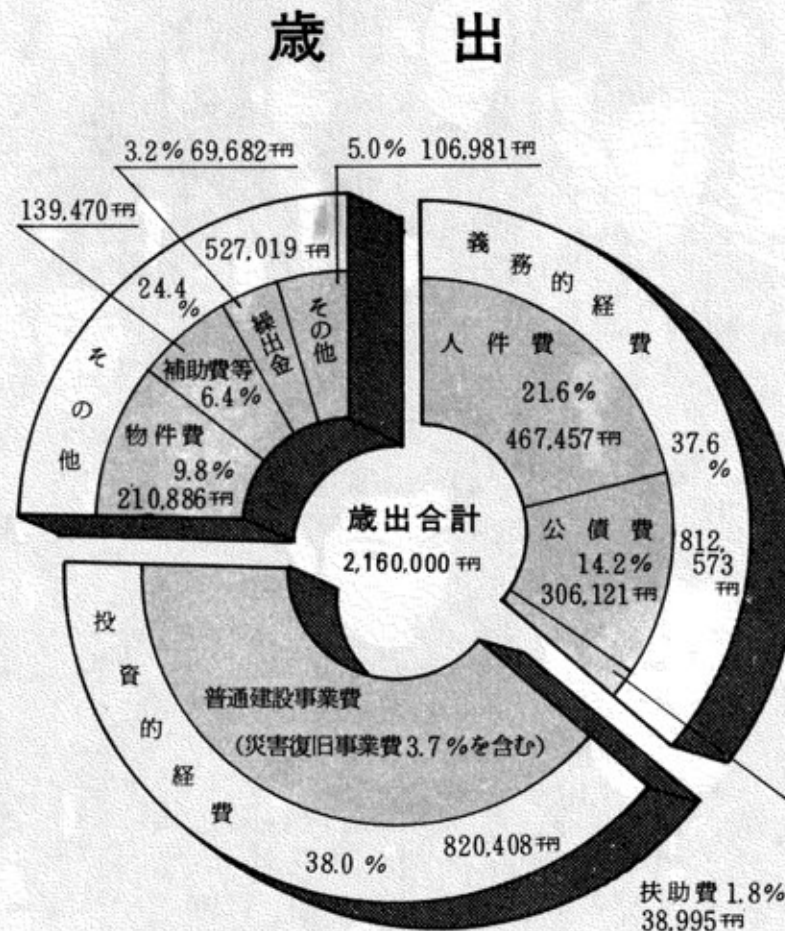 歳出
3.2% 69,682千円
5.0% 106,981千円
139,470千円
527,019千円
24.4%
その他
繰出金
その他
補助費等
6.4%
物件費
9.8%
210,886千円
義務的経費
人件費
21.6%
467,457千円
37.6%
812,573千円
公債費
14.2%
306,121千円
歳出合計
2,160,000千円
投資的経費
普通建設事業費
(災害復旧事業費3.7%を含む)
38.0%
820,408千円
扶助費1.8%
38,995千円